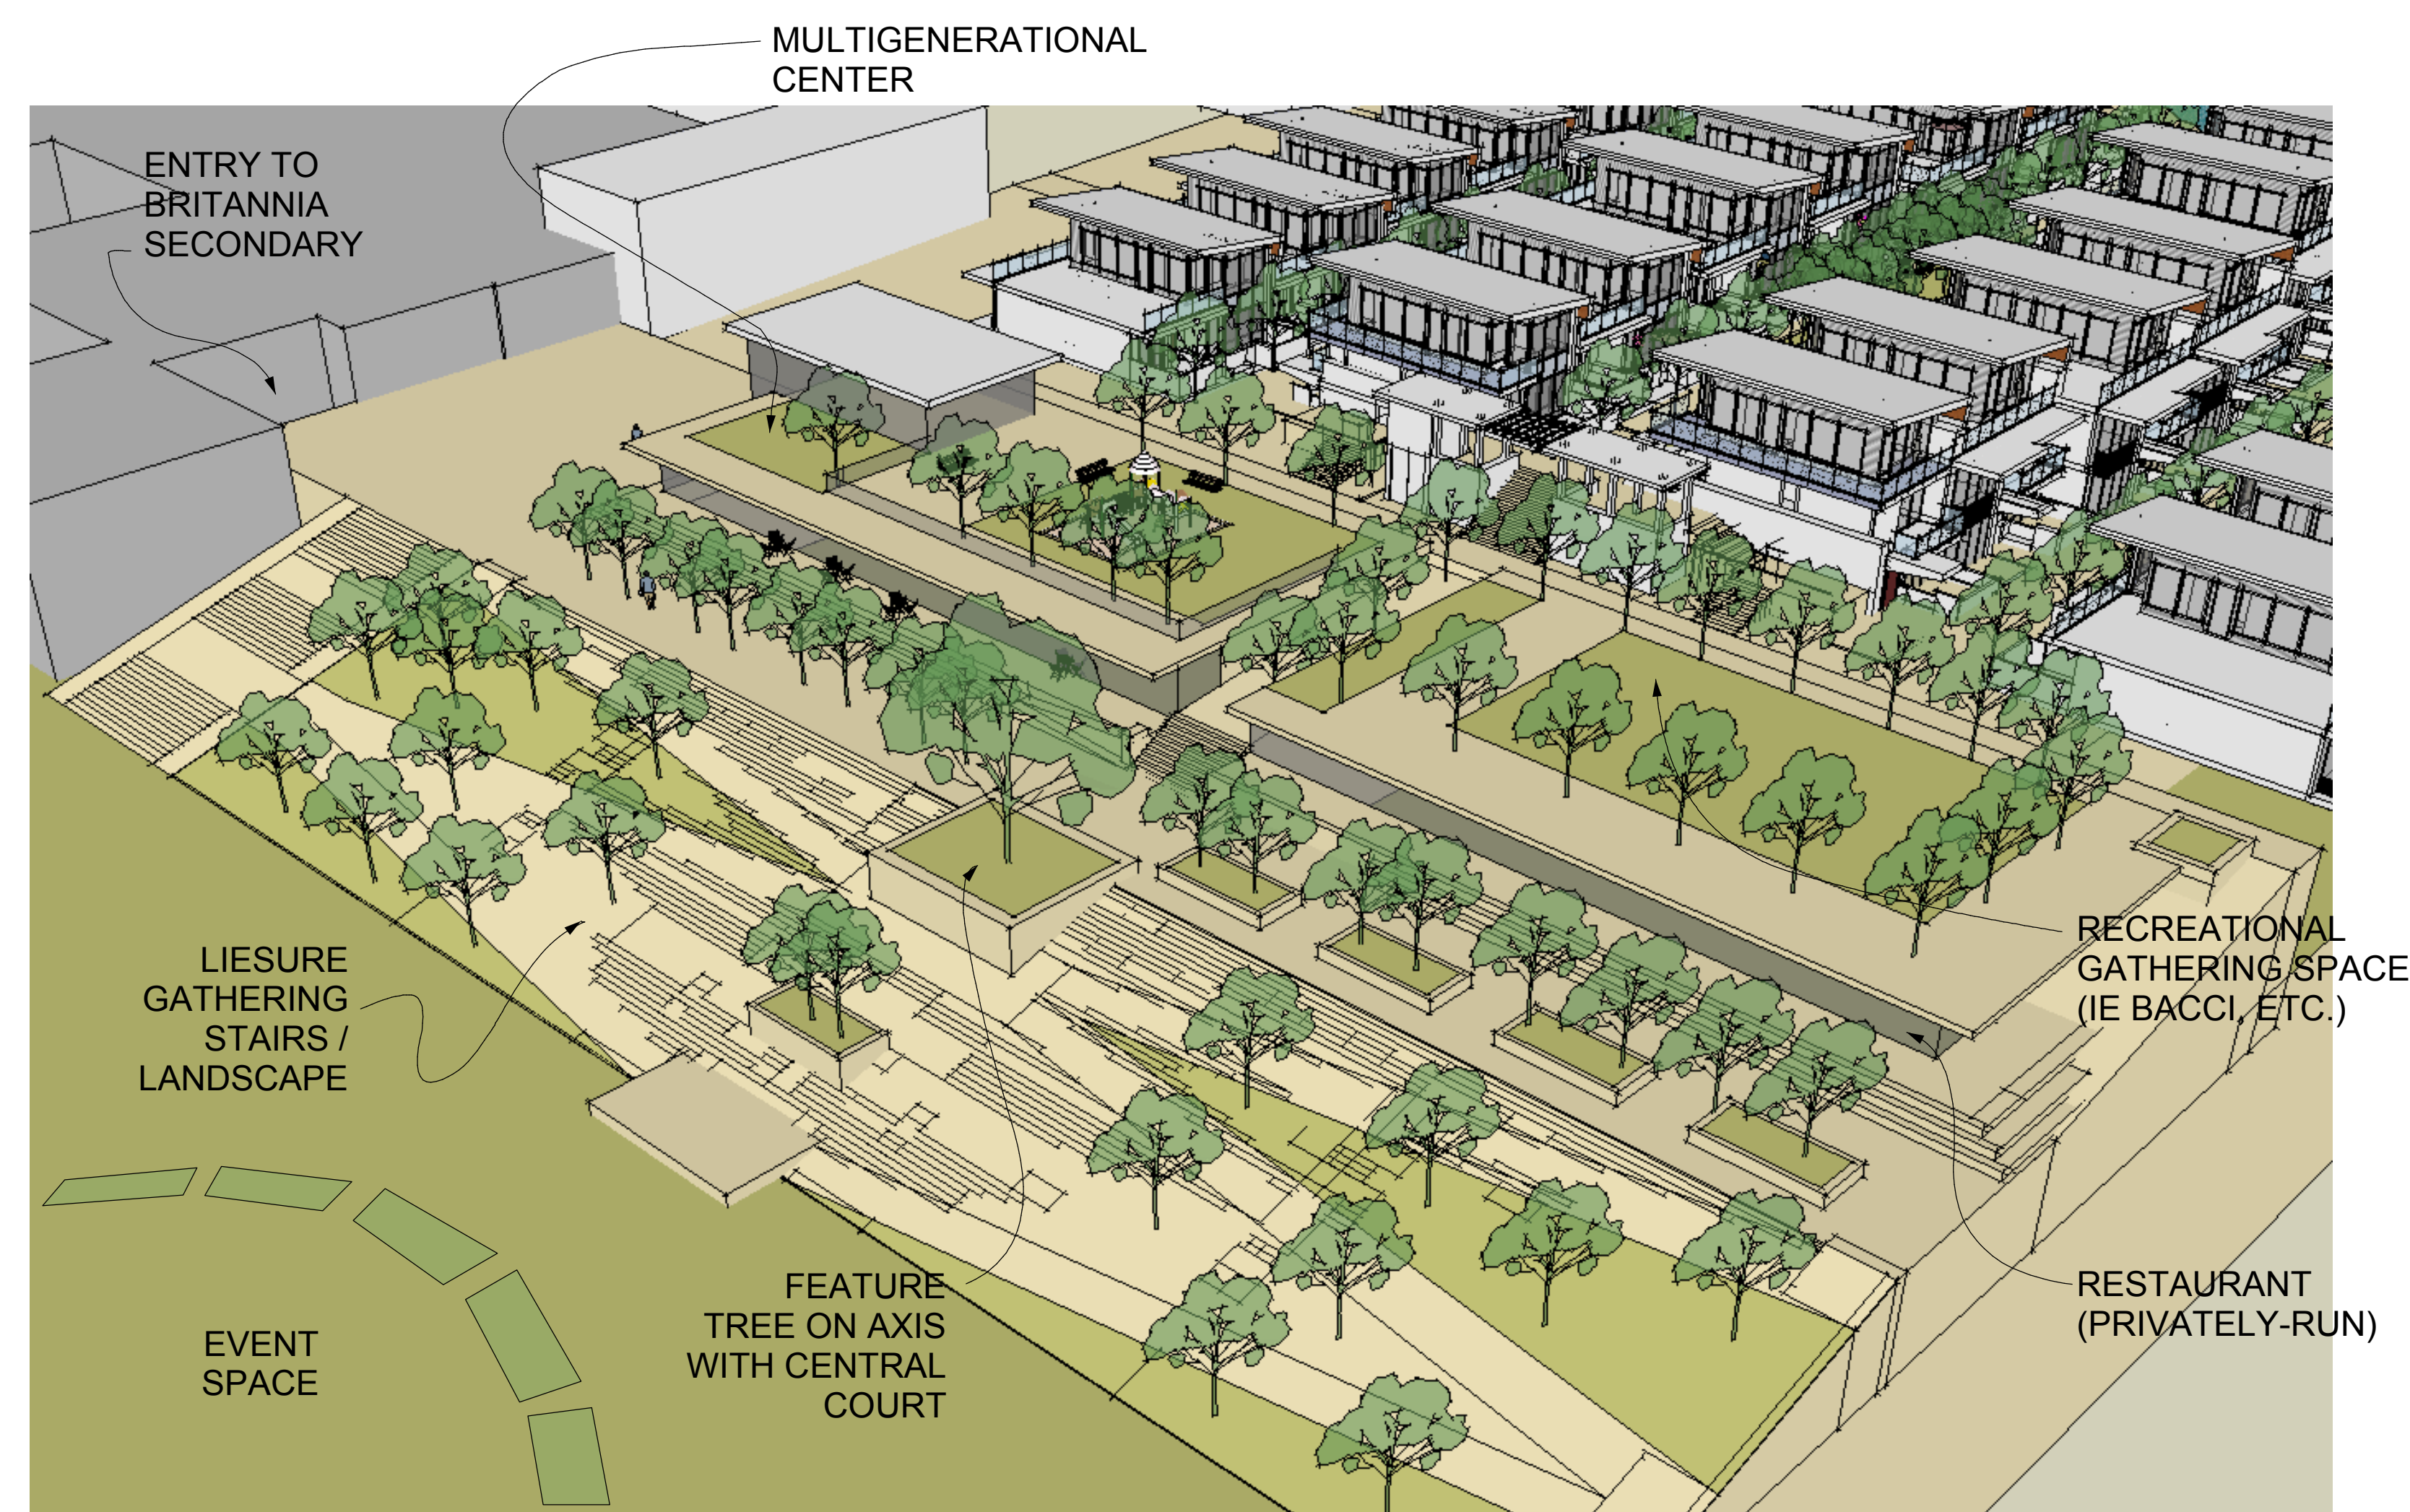 MULTIGENERATIONAL
CENTER
ENTRY TO
BRITANNIA
SECONDARY
LIESURE
GATHERING
STAIRS /
LANDSCAPE
RECREATIONAL
GATHERING SPACE
(IE BACCI, ETC.)
FEATURE
TREE ON AXIS
WITH CENTRAL
COURT
RESTAURANT
(PRIVATELY-RUN)
EVENT
SPACE